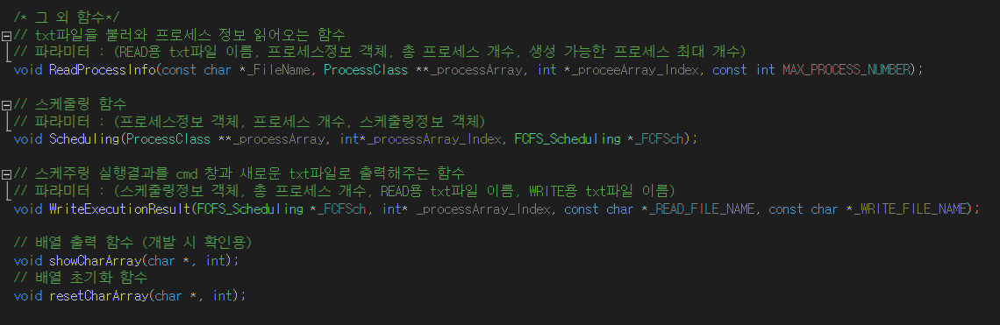 /* 그 외 함수*/
// txt파일을 불러와 프로세스 정보 읽어오는 함수
// 파라미터 : (READ용 txt파일 이름, 프로세스정보 객체, 총 프로세스 개수, 생성 가능한 프로세스 최대 개수)
void ReadProcessInfo(const char *_FileName, ProcessClass **_processArray, int *_proceeArray_Index, const int MAX_PROCESS_NUMBER);
// 스케줄링 함수
// 파라미터 : (프로세스정보 객체, 프로세스 개수, 스케줄링정보 객체)
void Scheduling(ProcessClass **_processArray, int*_processArray_Index, FCFS_Scheduling *_FCFSch);
// 스케주링 실행결과를 cmd 창과 새로운 txt파일로 출력해주는 함수
// 파라미터 : (스케줄링정보 객체, 총 프로세스 개수, READ용 txt파일 이름, WRITE용 txt파일 이름)
void WriteExecutionResult(FCFS_Scheduling *_FCFSch, int* _processArray_Index, const char *_READ_FILE_NAME, const char *_WRITE_FILE_NAME);
// 배열 출력 함수 (개발 시 확인용)
void showCharArray(char *, int);
// 배열 초기화 함수
void resetCharArray(char *, int);